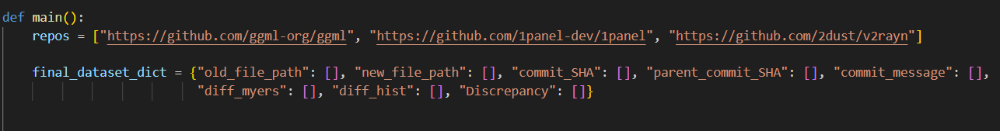 def main():
    repos = ["https://github.com/ggml-org/ggml", "https://github.com/1panel-dev/1panel", "https://github.com/2dust/v2rayn"]
    final_dataset_dict = {"old_file_path": [], "new_file_path": [], "commit_SHA": [], "parent_commit_SHA": [], "commit_message": [],
                          "diff_myers": [], "diff_hist": [], "Discrepancy": []}